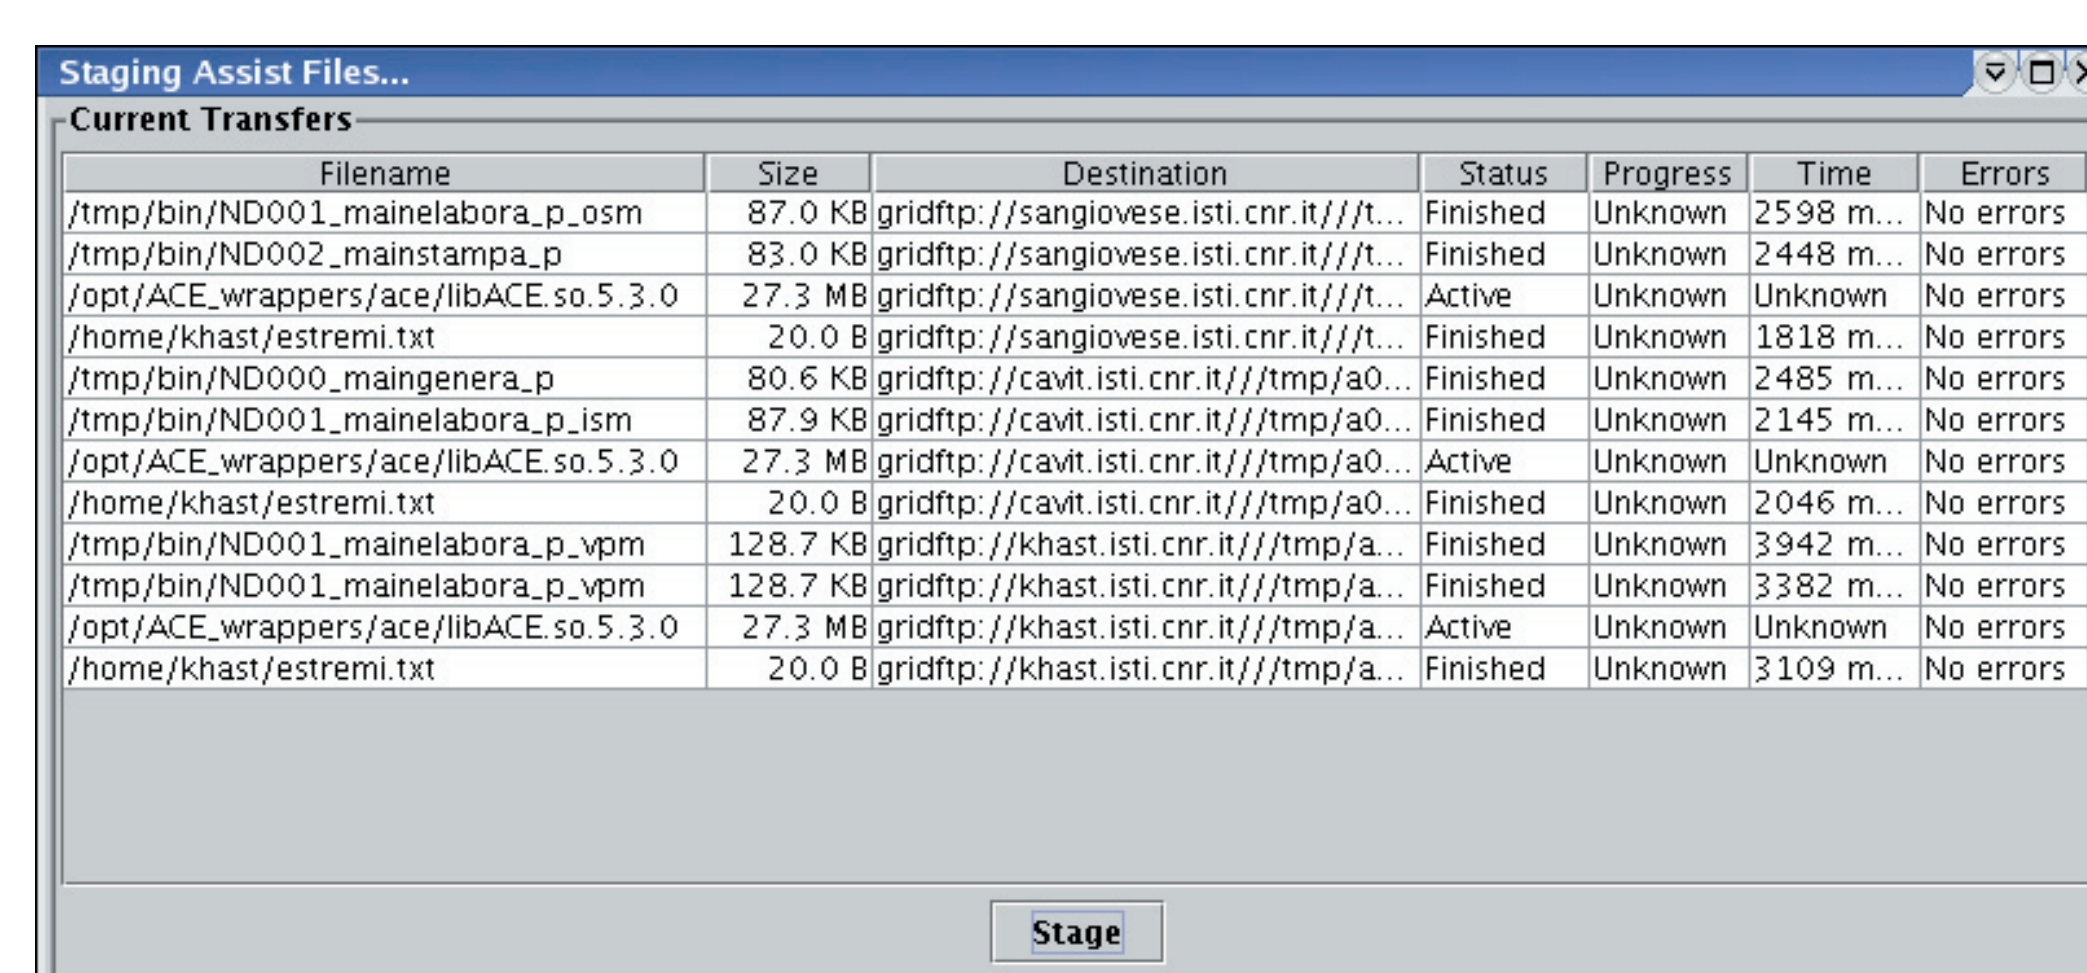 Staging Assist Files...
Current Transfers
Filename Size Destination Status Progress Time Errors
/tmp/bin/ND001_mainelabora_p_osm 87.0 KB gridftp://sangiovese.isti.cnr.it///t... Finished Unknown 2598 m... No errors
/tmp/bin/ND002_mainstampa_p 83.0 KB gridftp://sangiovese.isti.cnr.it///t... Finished Unknown 2448 m... No errors
/opt/ACE_wrappers/ace/libACE.so.5.3.0 27.3 MB gridftp://sangiovese.isti.cnr.it///t... Active Unknown Unknown No errors
/home/khast/estremi.txt 20.0 B gridftp://sangiovese.isti.cnr.it///t... Finished Unknown 1818 m... No errors
/tmp/bin/ND000_maingenera_p 80.6 KB gridftp://cavit.isti.cnr.it///tmp/a0... Finished Unknown 2485 m... No errors
/tmp/bin/ND001_mainelabora_p_ism 87.9 KB gridftp://cavit.isti.cnr.it///tmp/a0... Finished Unknown 2145 m... No errors
/opt/ACE_wrappers/ace/libACE.so.5.3.0 27.3 MB gridftp://cavit.isti.cnr.it///tmp/a0... Active Unknown Unknown No errors
/home/khast/estremi.txt 20.0 B gridftp://cavit.isti.cnr.it///tmp/a0... Finished Unknown 2046 m... No errors
/tmp/bin/ND001_mainelabora_p_vpm 128.7 KB gridftp://khast.isti.cnr.it///tmp/a... Finished Unknown 3942 m... No errors
/tmp/bin/ND001_mainelabora_p_vpm 128.7 KB gridftp://khast.isti.cnr.it///tmp/a... Finished Unknown 3382 m... No errors
/opt/ACE_wrappers/ace/libACE.so.5.3.0 27.3 MB gridftp://khast.isti.cnr.it///tmp/a... Active Unknown Unknown No errors
/home/khast/estremi.txt 20.0 B gridftp://khast.isti.cnr.it///tmp/a... Finished Unknown 3109 m... No errors
Stage